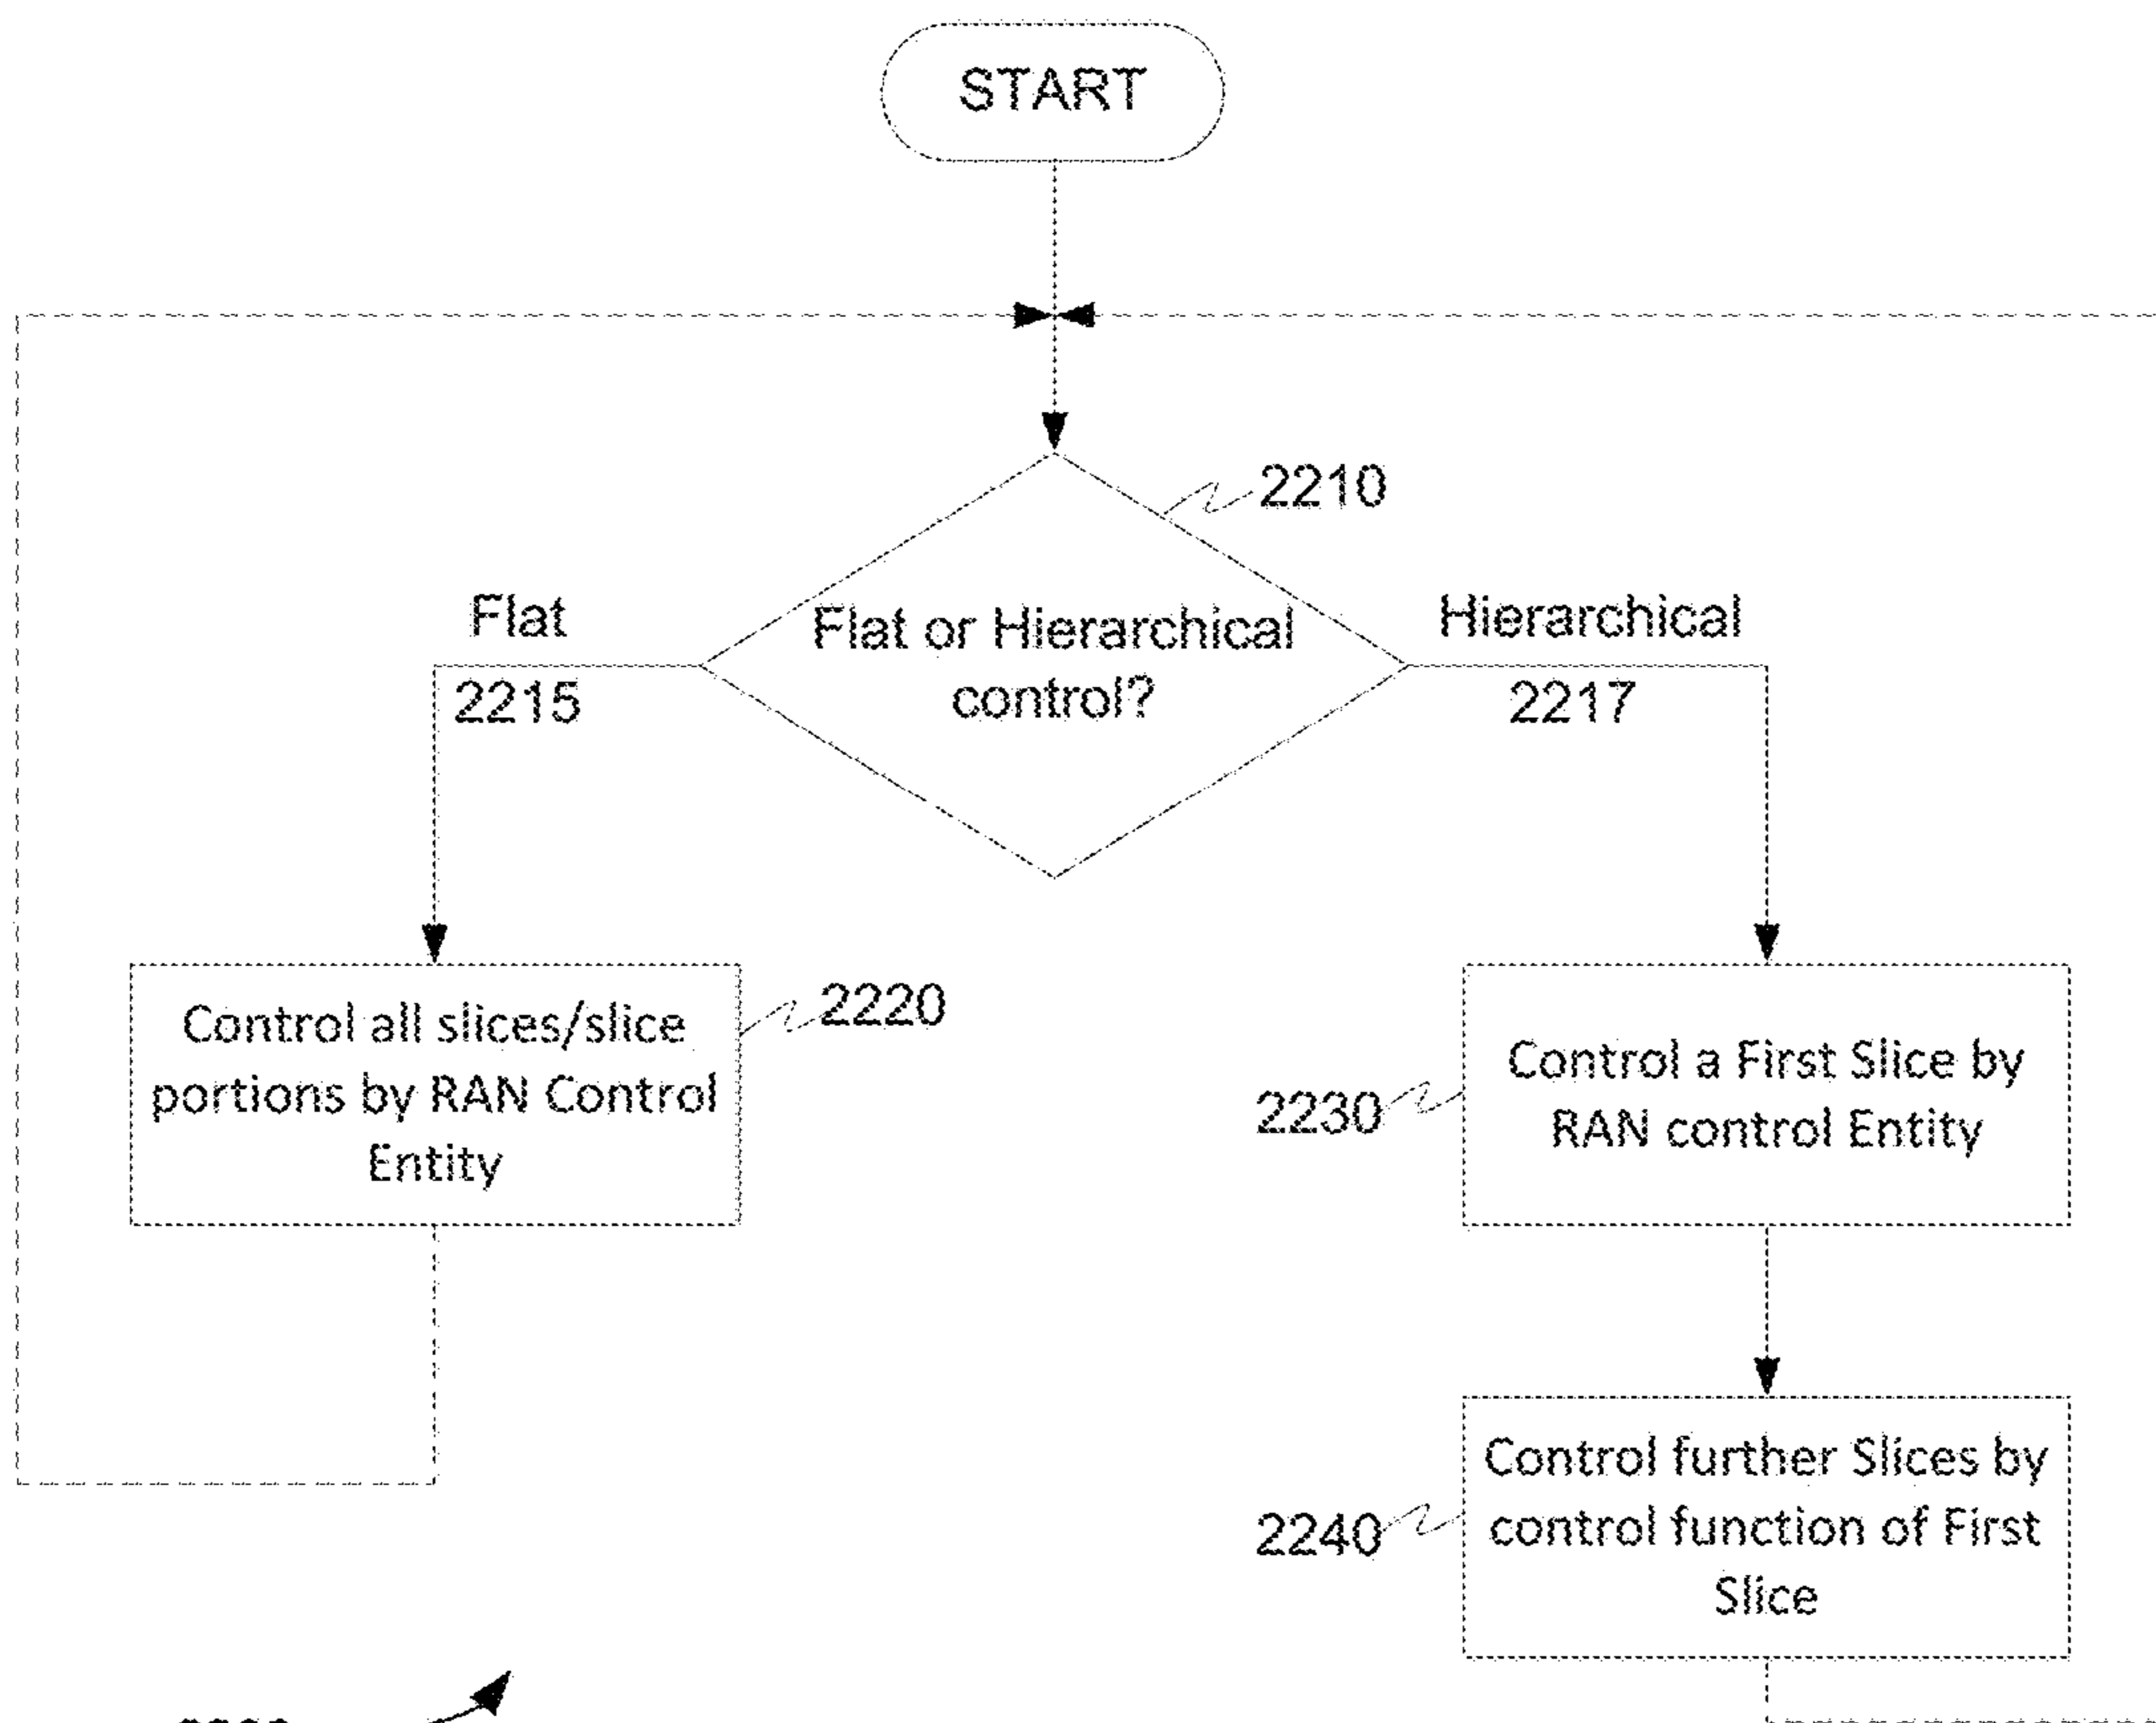 START
2210
Flat
Hierarchical
Flat or Hierarchical
control?
2215
2217
Control all slices/slice
portions by RAN Control
Entity
2220
Control a First Slice by
RAN control Entity
2230
Control further Slices by
control function of First
Slice
2240